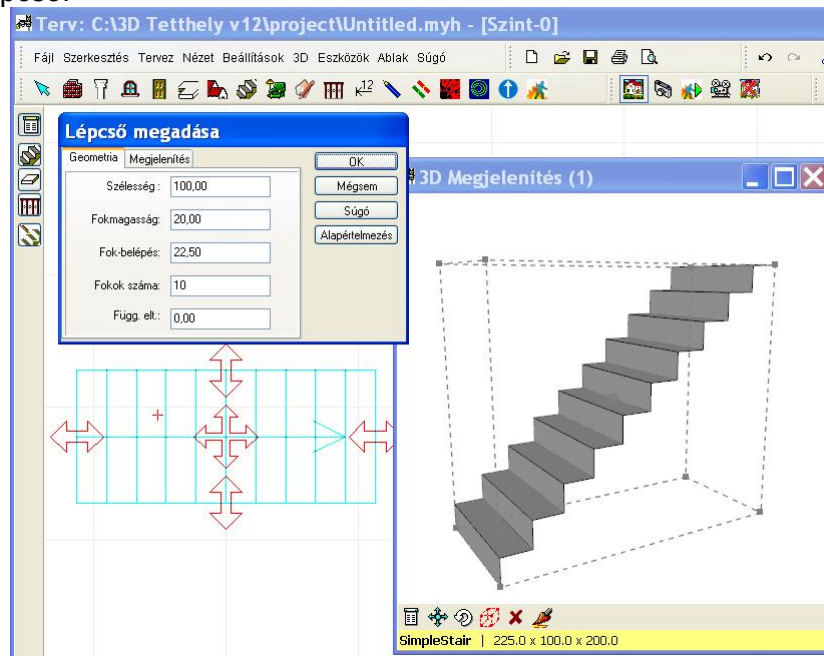 Terv: C:\3D Tetthely v12\project\Untitled.myh - [Szint-0]
Fájl Szerkesztés Tervez Nézet Beállítások 3D Eszközök Ablak Súgó
K12
Lépcső megadása
Geometria Megjelenítés
Szélesség : 100,00
Fokmagasság: 20,00
Fok-belépés: 22,50
Fokok száma: 10
Függ. elt.: 0,00
OK
Mégsem
Súgó
Alapértelmezés
3D Megjelenítés (1)
SimpleStair | 225.0 x 100.0 x 200.0